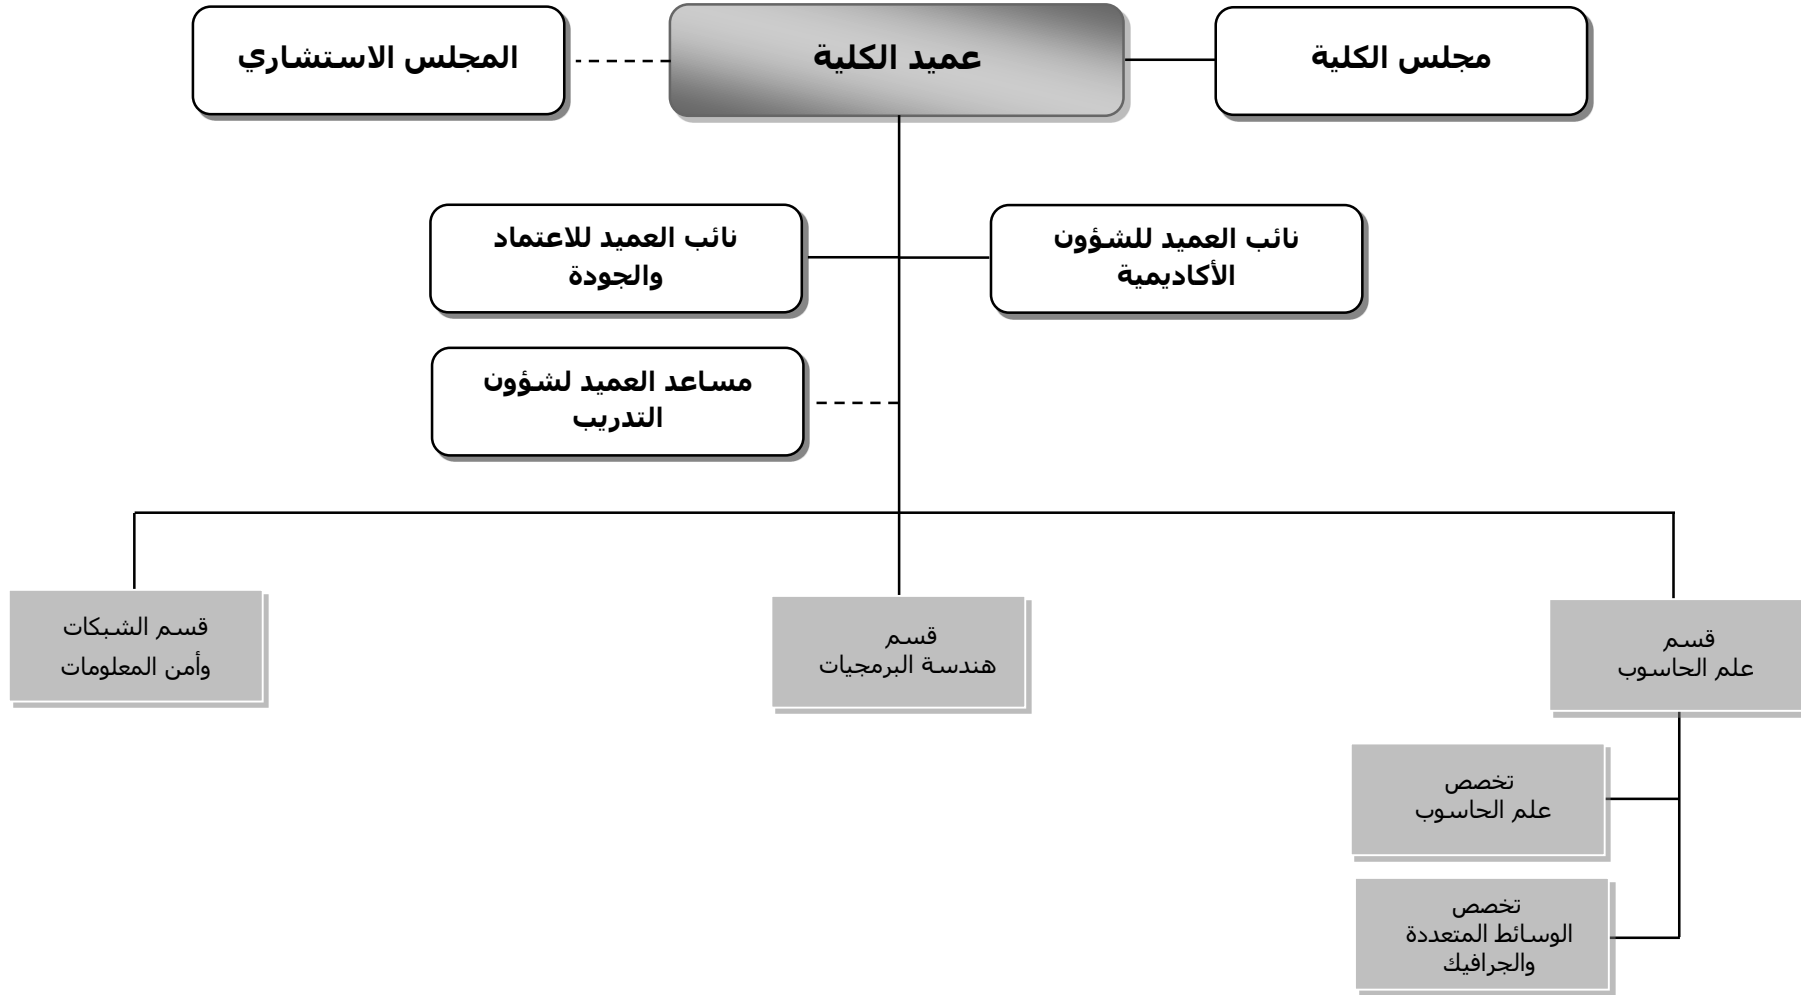 مجلس الكلية
عميد الكلية
المجلس الاستشاري
نائب العميد للشؤون
الأكاديمية
نائب العميد للاعتماد
والجودة
مساعد العميد لشؤون
التدريب
قسم
علم الحاسوب
قسم
هندسة البرمجيات
قسم الشبكات
وأمن المعلومات
تخصص
علم الحاسوب
تخصص
الوسائط المتعددة
والجرافيك